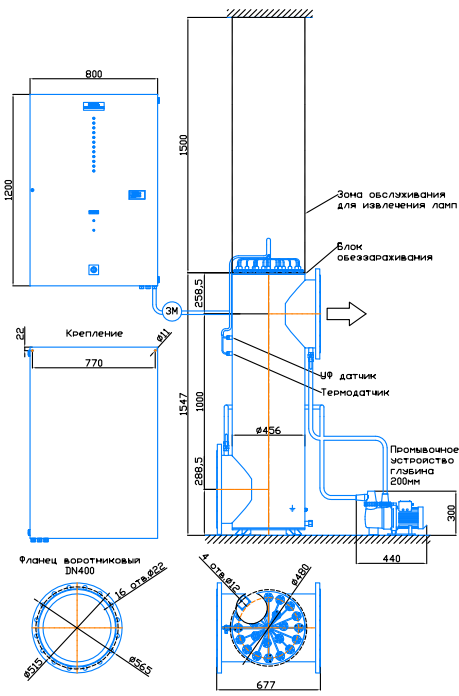 800
1200
1500
Зона обслуживания
для извлечения ламп
Блок
обеззараживания
258,5
3М
Крепление
22
Ø11
770
УФ датчик
Термодатчик
1547
1000
Ø456
288,5
Промывочное
устройство
глубина
200мм
300
440
Фланец воротниковый
DN400
16 отв.Ø22
Ø515
Ø565
4 отв.Ø12
Ø480
677